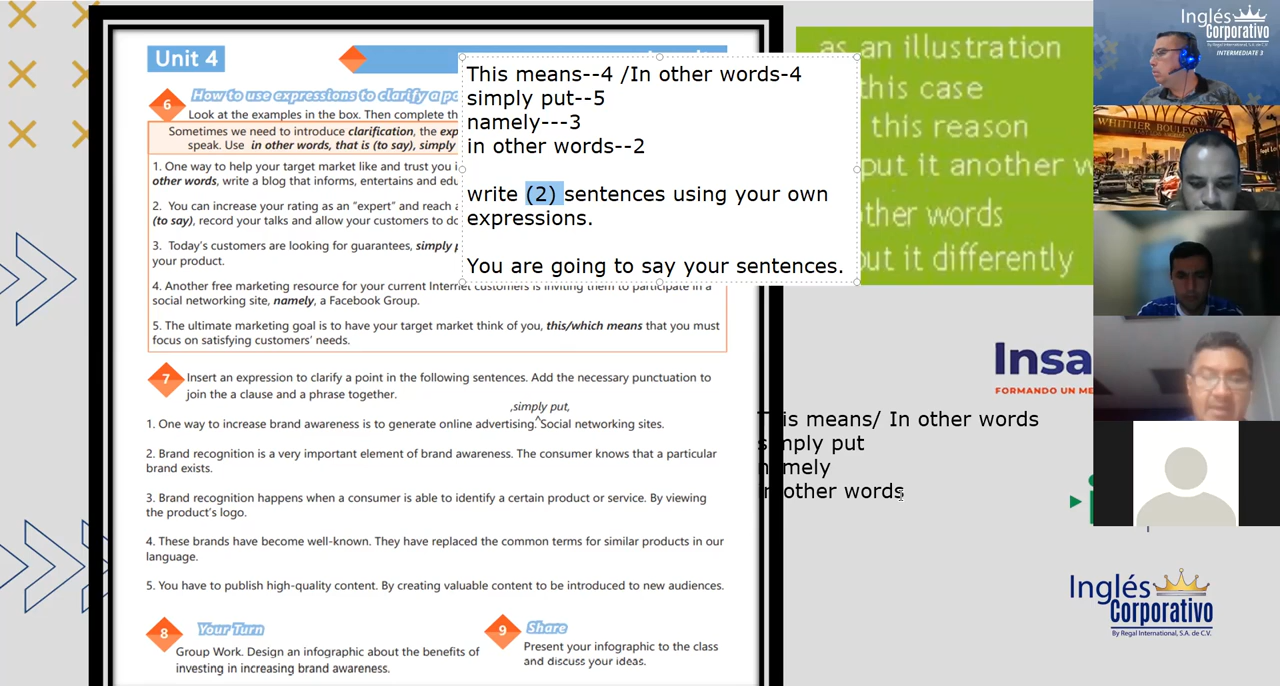 Unit 4
6
How to use expressions to clarify a po
Look at the examples in the box. Then complete th
Sometimes we need to introduce clarification, the exp
speak. Use in other words, that is (to say), simply
1. One way to help your target market like and trust you i
other words, write a blog that informs, entertains and edu
2. You can increase your rating as an “expert” and reach a
(to say), record your talks and allow your customers to do
3. Today’s customers are looking for guarantees, simply p
your product.
4. Another free marketing resource for your current Internet customers is inviting them to participate in a
social networking site, namely, a Facebook Group.
5. The ultimate marketing goal is to have your target market think of you, this/which means that you must
focus on satisfying customers’ needs.
7
Insert an expression to clarify a point in the following sentences. Add the necessary punctuation to
join the a clause and a phrase together.
,simply put,
1. One way to increase brand awareness is to generate online advertising.^Social networking sites.
2. Brand recognition is a very important element of brand awareness. The consumer knows that a particular
brand exists.
3. Brand recognition happens when a consumer is able to identify a certain product or service. By viewing
the product’s logo.
4. These brands have become well-known. They have replaced the common terms for similar products in our
language.
5. You have to publish high-quality content. By creating valuable content to be introduced to new audiences.
8
Your Turn
Group Work. Design an infographic about the benefits of
investing in increasing brand awareness.
9
Share
Present your infographic to the class
and discuss your ideas.
This means--4 /In other words-4
simply put--5
namely---3
in other words--2
write (2) sentences using your own
expressions.
You are going to say your sentences.
as an illustration
this case
this reason
put it another w
ther words
out it differently
Insa
FORMANDO UN ME
This means/ In other words
simply put
namely
in other words
Inglés
Corporativo
By Regal International, S.A. de C.V.
Inglés
Corporativo
By Regal International, S.A. de C.V.
INTERMEDIATE 3
WHITTIER BOULEVARD